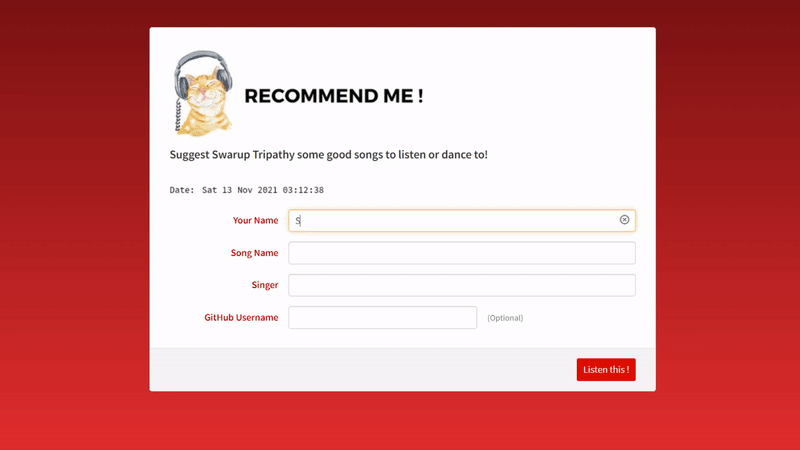 RECOMMEND ME !
Suggest Swarup Tripathy some good songs to listen or dance to!
Date: Sat 13 Nov 2021 03:12:38
Your Name S
Song Name
Singer
GitHub Username (Optional)
Listen this !